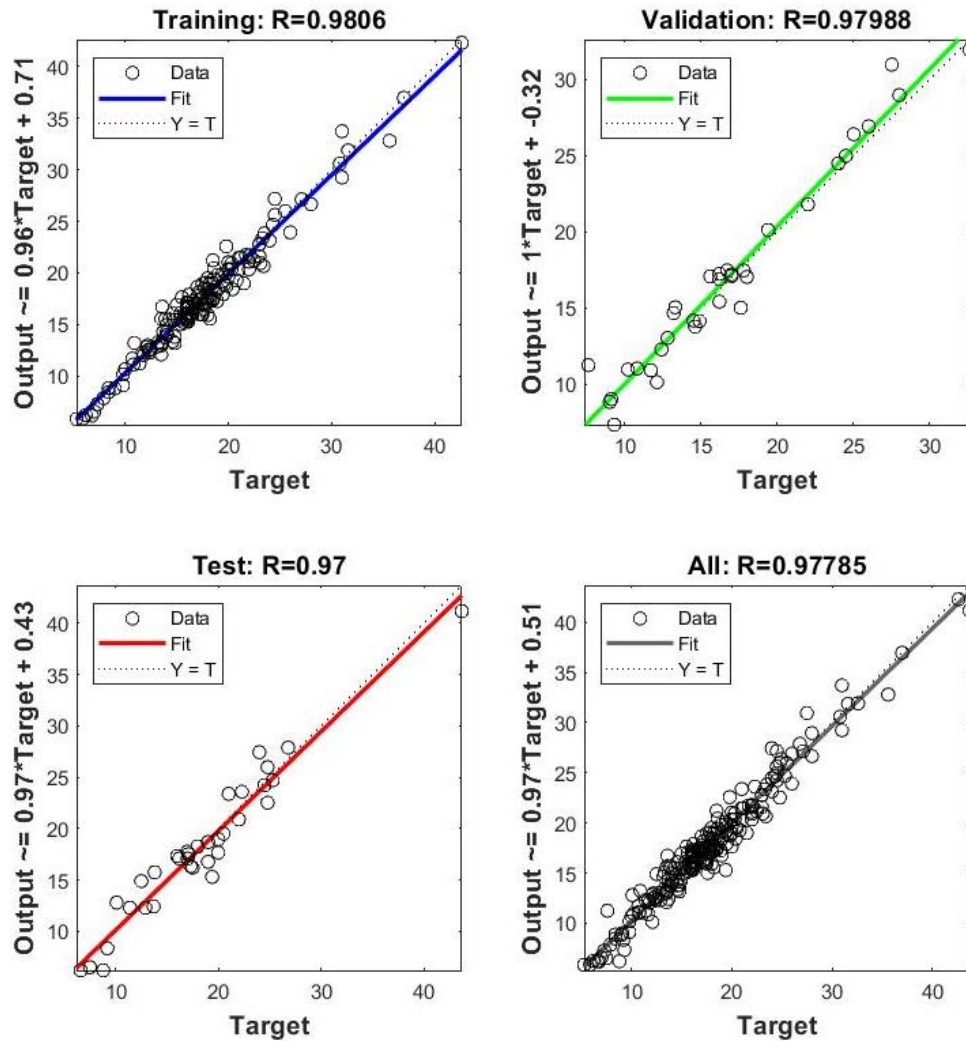 Training: R=0.9806
Output ~= 0.96*Target + 0.71
Data
Fit
Y = T
40
35
30
25
20
15
10
10
20
30
40
Target
Validation: R=0.97988
Output ~= 1*Target + -0.32
Data
Fit
Y = T
30
25
20
15
10
10
15
20
25
30
Target
Test: R=0.97
Output ~= 0.97*Target + 0.43
Data
Fit
Y = T
40
35
30
25
20
15
10
10
20
30
40
Target
All: R=0.97785
Output ~= 0.97*Target + 0.51
Data
Fit
Y = T
40
35
30
25
20
15
10
10
20
30
40
Target